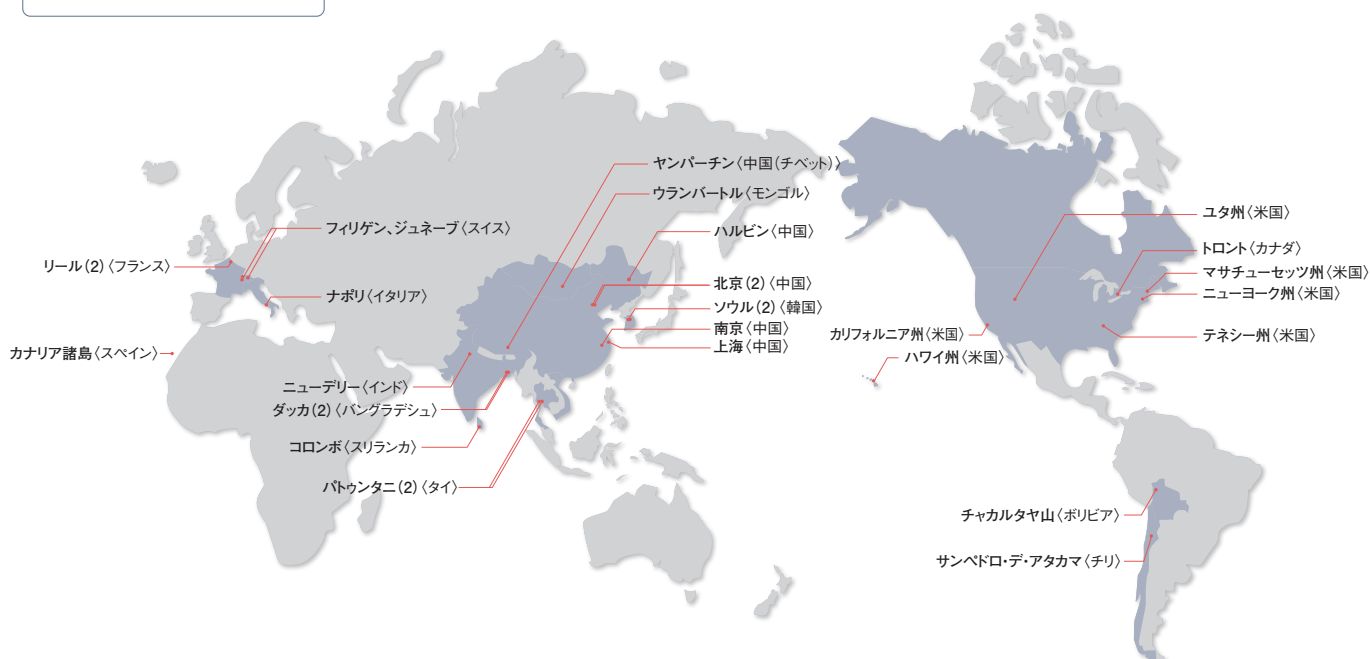 ヤンパーチン〈中国(チベット)〉
ウランバートル〈モンゴル〉
フィリゲン、ジュネーブ〈スイス〉
ハルビン〈中国〉
リール(2)〈フランス〉
北京(2)〈中国〉
ナポリ〈イタリア〉
ソウル(2)〈韓国〉
南京〈中国〉
上海〈中国〉
カナリア諸島〈スペイン〉
ニューデリー〈インド〉
ダッカ(2)〈バングラデシュ〉
コロンボ〈スリランカ〉
パトゥンタニ(2)〈タイ〉
ユタ州〈米国〉
トロント〈カナダ〉
マサチューセッツ州〈米国〉
ニューヨーク州〈米国〉
カリフォルニア州〈米国〉
テネシー州〈米国〉
ハワイ州〈米国〉
チャカルタヤ山〈ボリビア〉
サンペドロ・デ・アタカマ〈チリ〉